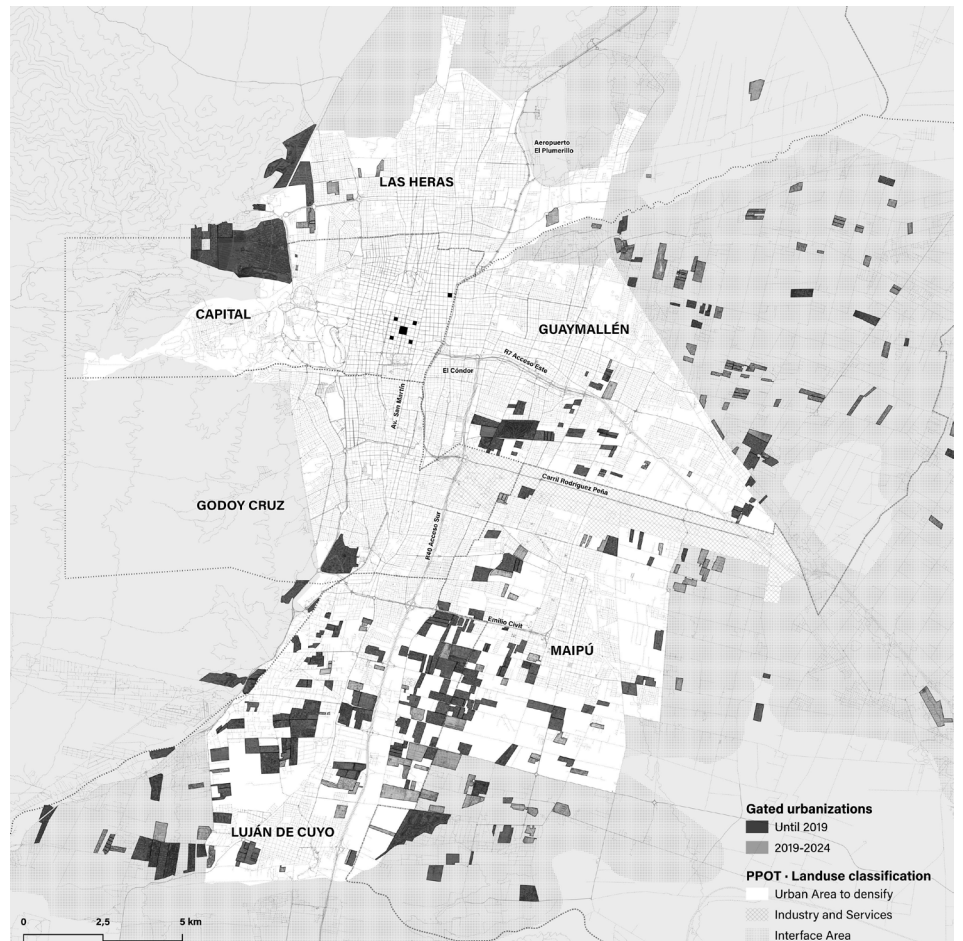 Aeropuerto
El Plumerillo
LAS HERAS
CAPITAL
GUAYMALLÉN
R7 Acceso Este
El Cóndor
Av. San Martín
Carril Rodríguez Peña
GODOY CRUZ
R40 Acceso Sur
Emilio Civit
MAIPÚ
LUJÁN DE CUYO
Gated urbanizations
Until 2019
2019-2024
PPOT · Landuse classification
Urban Area to densify
Industry and Services
Interface Area
0 2,5 5 km